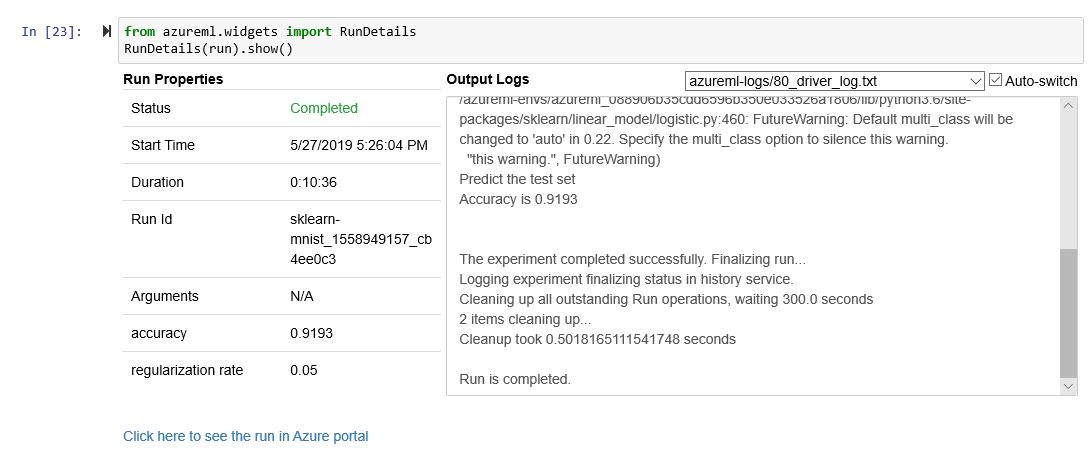 In [23]:
from azureml.widgets import RunDetails
RunDetails(run).show()
Run Properties
Status Completed
Start Time 5/27/2019 5:26:04 PM
Duration 0:10:36
Run Id sklearn-
mnist_1558949157_cb
4ee0c3
Arguments N/A
accuracy 0.9193
regularization rate 0.05
Output Logs
azureml-logs/80_driver_log.txt
Auto-switch
/azureml-envs/azureml_088906b35cdd6596b350e033526a1806/lib/python3.6/site-
packages/sklearn/linear_model/logistic.py:460: FutureWarning: Default multi_class will be
changed to 'auto' in 0.22. Specify the multi_class option to silence this warning.
"this warning.", FutureWarning)
Predict the test set
Accuracy is 0.9193
The experiment completed successfully. Finalizing run...
Logging experiment finalizing status in history service.
Cleaning up all outstanding Run operations, waiting 300.0 seconds
2 items cleaning up...
Cleanup took 0.5018165111541748 seconds
Run is completed.
Click here to see the run in Azure portal